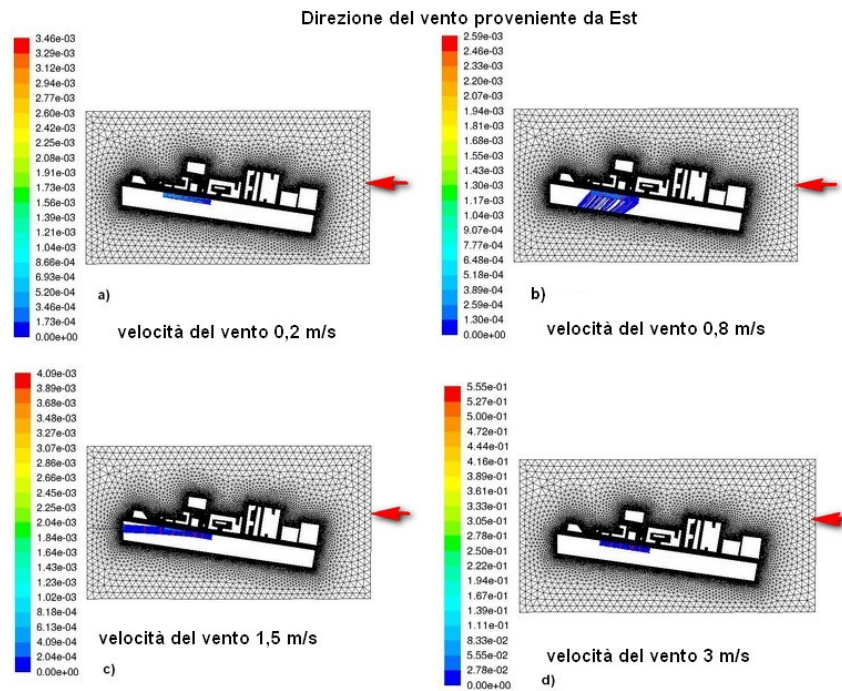 Direzione del vento proveniente da Est
3.46e-03
3.29e-03
3.12e-03
2.94e-03
2.77e-03
2.60e-03
2.42e-03
2.25e-03
2.08e-03
1.91e-03
1.73e-03
1.56e-03
1.39e-03
1.21e-03
1.04e-03
8.66e-04
6.93e-04
5.20e-04
3.46e-04
1.73e-04
0.00e+00
a)
velocità del vento 0,2 m/s
2.59e-03
2.46e-03
2.33e-03
2.20e-03
2.07e-03
1.94e-03
1.81e-03
1.68e-03
1.55e-03
1.43e-03
1.30e-03
1.17e-03
1.04e-03
9.07e-04
7.77e-04
6.48e-04
5.18e-04
3.89e-04
2.59e-04
1.30e-04
0.00e+00
b)
velocità del vento 0,8 m/s
4.09e-03
3.89e-03
3.68e-03
3.48e-03
3.27e-03
3.07e-03
2.86e-03
2.66e-03
2.45e-03
2.25e-03
2.04e-03
1.84e-03
1.64e-03
1.43e-03
1.23e-03
1.02e-03
8.18e-04
6.13e-04
4.09e-04
2.04e-04
0.00e+00
velocità del vento 1,5 m/s
c)
5.55e-01
5.27e-01
5.00e-01
4.72e-01
4.44e-01
4.16e-01
3.89e-01
3.61e-01
3.33e-01
3.05e-01
2.78e-01
2.50e-01
2.22e-01
1.94e-01
1.67e-01
1.39e-01
1.11e-01
8.33e-02
5.55e-02
2.78e-02
0.00e+00
velocità del vento 3 m/s
d)